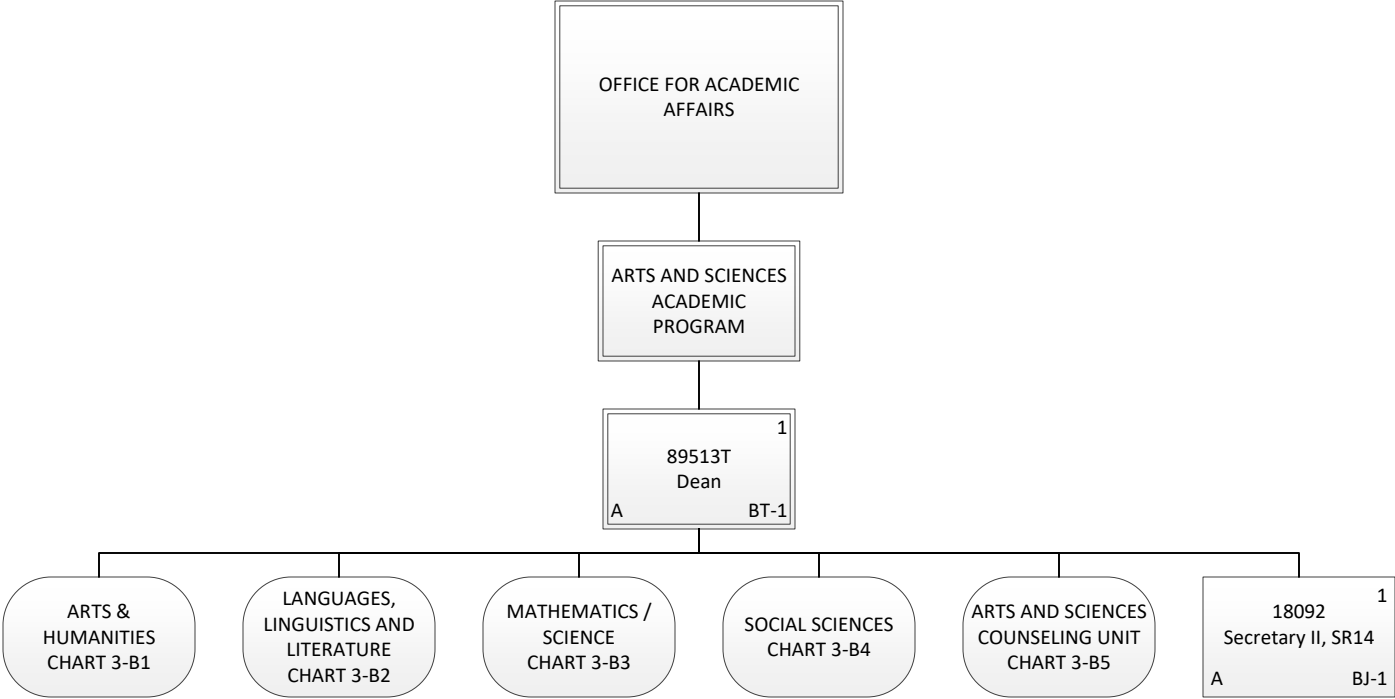 OFFICE FOR ACADEMIC
AFFAIRS
ARTS AND SCIENCES
ACADEMIC
PROGRAM
1
89513T
Dean
A BT-1
ARTS &
HUMANITIES
CHART 3-B1
LANGUAGES,
LINGUISTICS AND
LITERATURE
CHART 3-B2
MATHEMATICS /
SCIENCE
CHART 3-B3
SOCIAL SCIENCES
CHART 3-B4
ARTS AND SCIENCES
COUNSELING UNIT
CHART 3-B5
1
18092
Secretary II, SR14
A BJ-1